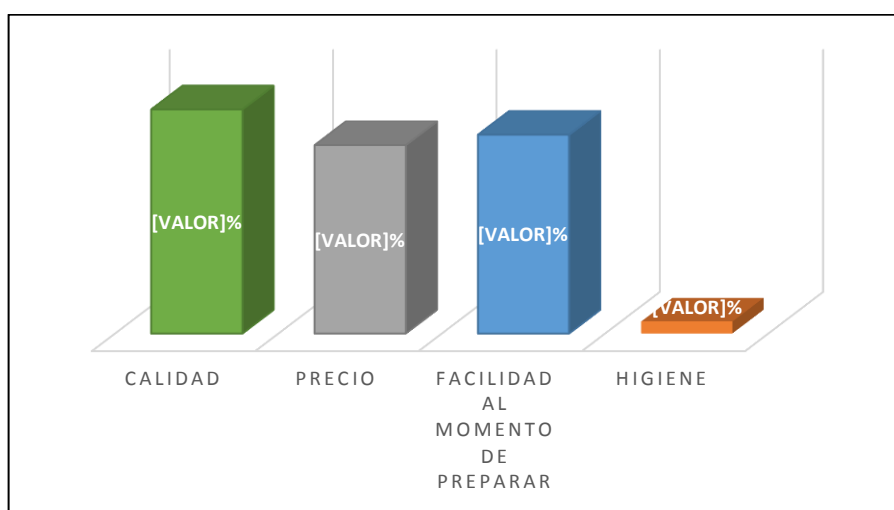 [VALOR]%
[VALOR]%
[VALOR]%
[VALOR]%
CALIDAD
PRECIO
FACILIDAD
AL
MOMENTO
DE
PREPARAR
HIGIENE